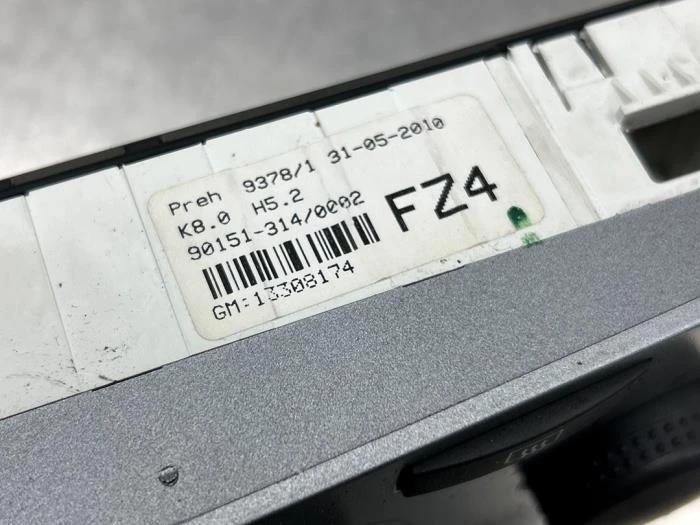 Preh 9378/1 31-05-2010
K8.0 H5.2
90151-314/0002
FZ4
GM:13308174